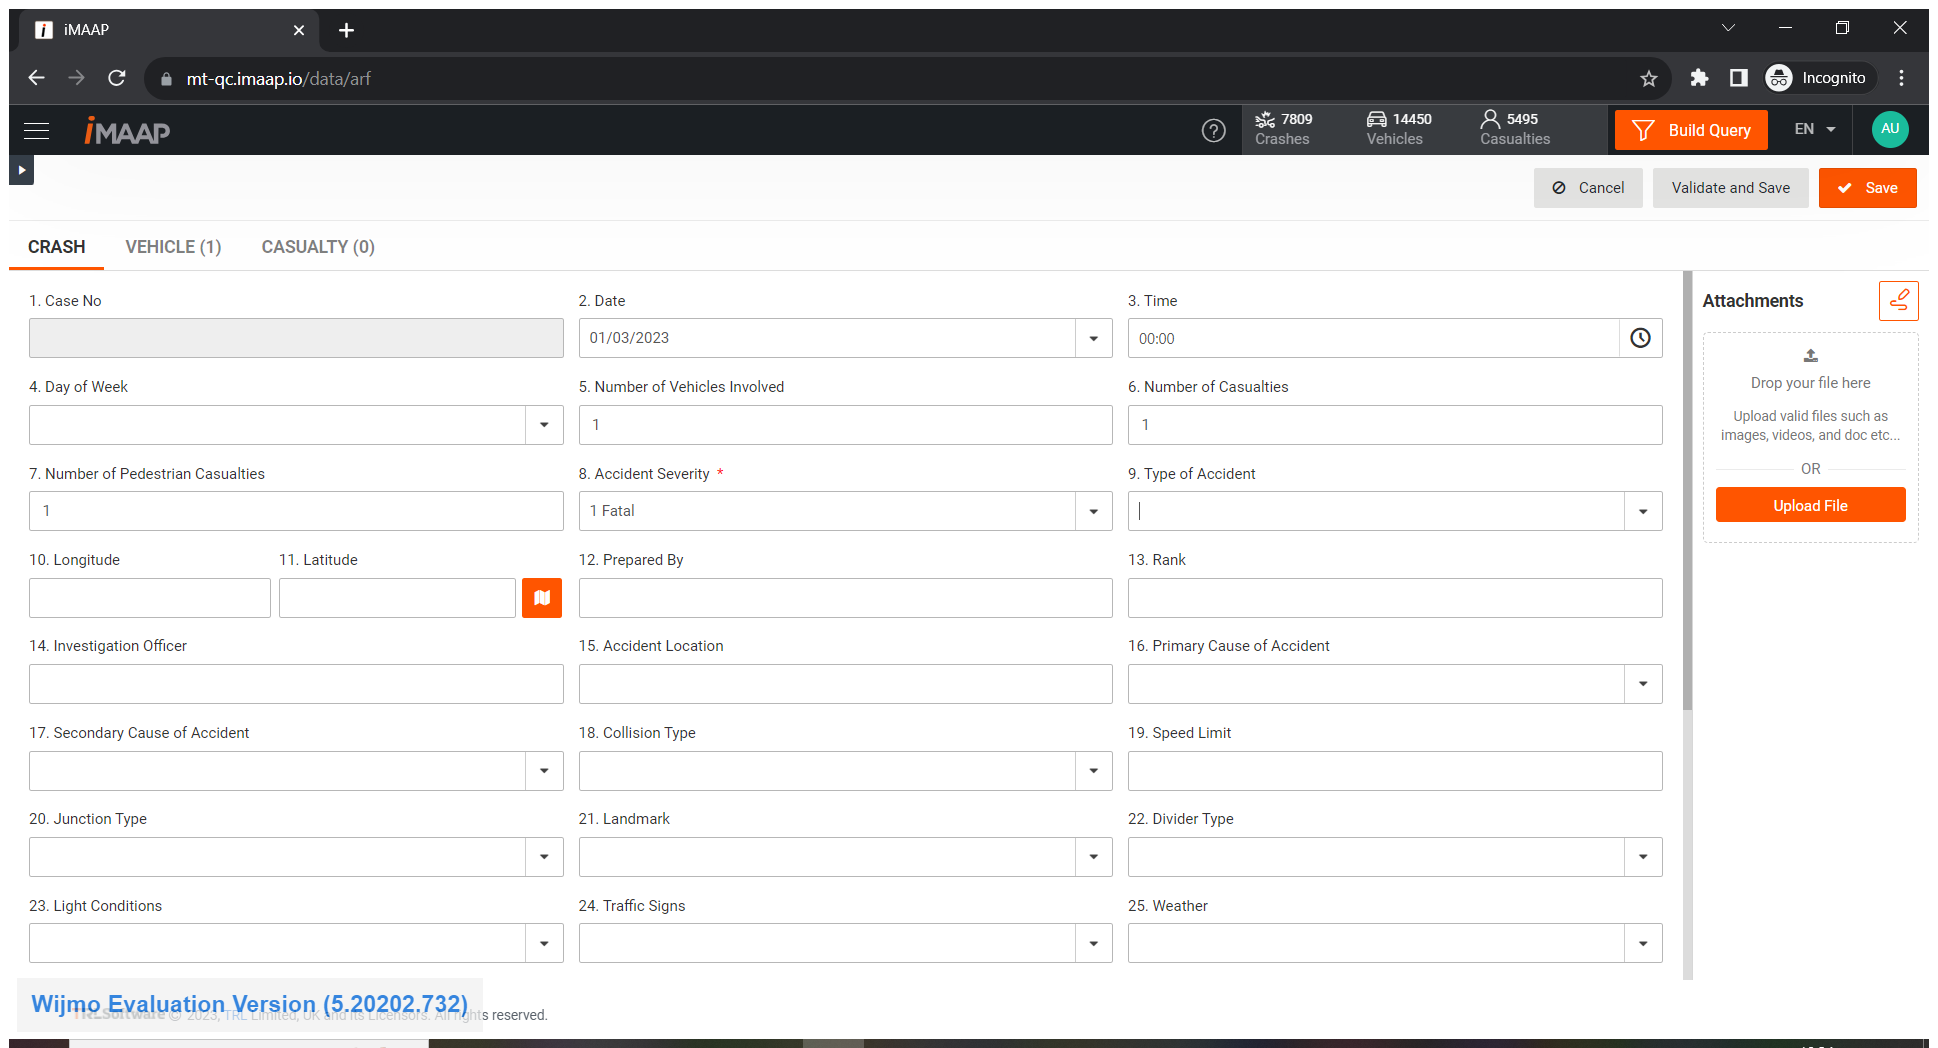 iMAAP
mt-qc.imaap.io/data/arf
Incognito
iMAAP
7809
Crashes
14450
Vehicles
5495
Casualties
Build Query
EN
AU
Cancel
Validate and Save
Save
CRASH
VEHICLE (1)
CASUALTY (0)
1. Case No
2. Date
3. Time
01/03/2023
00:00
4. Day of Week
5. Number of Vehicles Involved
6. Number of Casualties
1
1
7. Number of Pedestrian Casualties
8. Accident Severity *
9. Type of Accident
1
1 Fatal
10. Longitude
11. Latitude
12. Prepared By
13. Rank
14. Investigation Officer
15. Accident Location
16. Primary Cause of Accident
17. Secondary Cause of Accident
18. Collision Type
19. Speed Limit
20. Junction Type
21. Landmark
22. Divider Type
23. Light Conditions
24. Traffic Signs
25. Weather
Attachments
Drop your file here
Upload valid files such as
images, videos, and doc etc...
OR
Upload File
Wijmo Evaluation Version (5.20202.732)
TRLSoftware © 2023, TRL Limited, UK and its Licensors. All rights reserved.